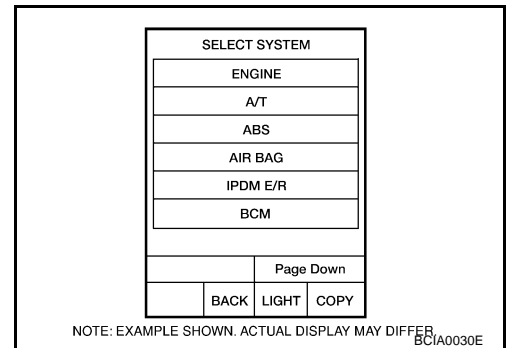 SELECT SYSTEM
ENGINE
A/T
ABS
AIR BAG
IPDM E/R
BCM
Page Down
BACK LIGHT COPY
NOTE: EXAMPLE SHOWN. ACTUAL DISPLAY MAY DIFFER.
BCIA0030E